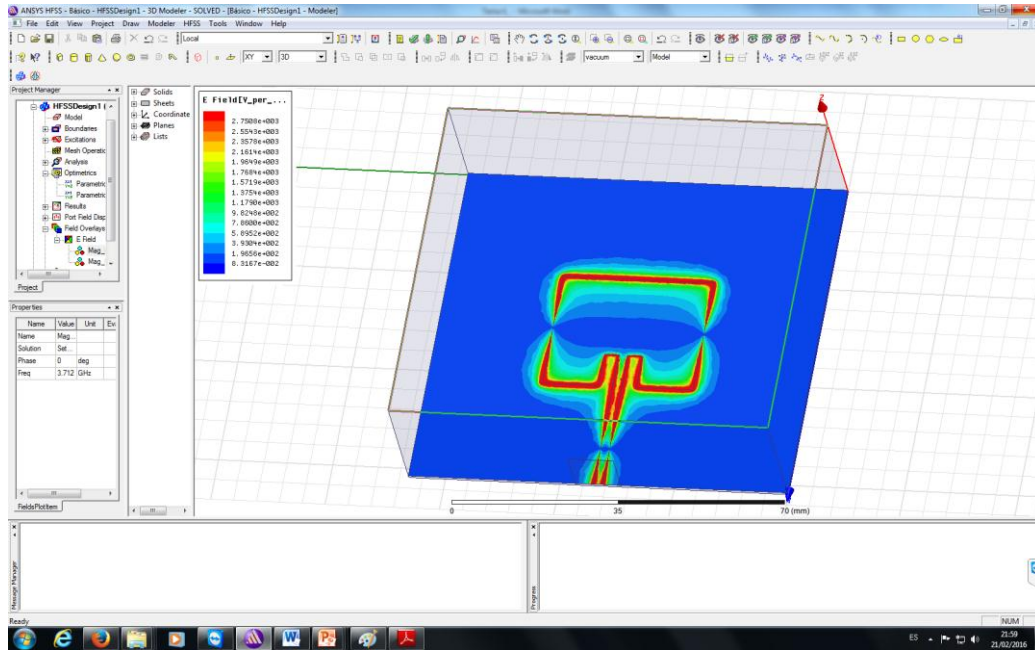 ANSYS HFSS - Básico - HFSSDesign1 - 3D Modeler - SOLVED - [Básico - HFSSDesign1 - Modeler]
File Edit View Project Draw Modeler HFSS Tools Window Help
Local
XY
3D
vacuum
Model
Project Manager
HFSSDesign1 (
Model
Boundaries
Excitations
Mesh Operatic
Analysis
Optimetrics
Parametric
Parametric
Results
Port Field Disp
Field Overlays
E Field
Mag_
Mag_
Project
Solids
Sheets
Coordinate
Planes
Lists
Properties
Name Value Unit Ev
Name Mag...
Solution Set...
Phase 0 deg
Freq 3.712 GHz
FieldsPlotItem
E Field[V_per_...
2.7508e+003
2.5543e+003
2.3578e+003
2.1614e+003
1.9649e+003
1.7684e+003
1.5719e+003
1.3754e+003
1.1790e+003
9.8248e+002
7.8600e+002
5.8952e+002
3.9304e+002
1.9656e+002
8.3167e-002
Z
0 35 70 (mm)
Message Manager
Progress
Ready
NUM
ES
21:59
21/02/2016